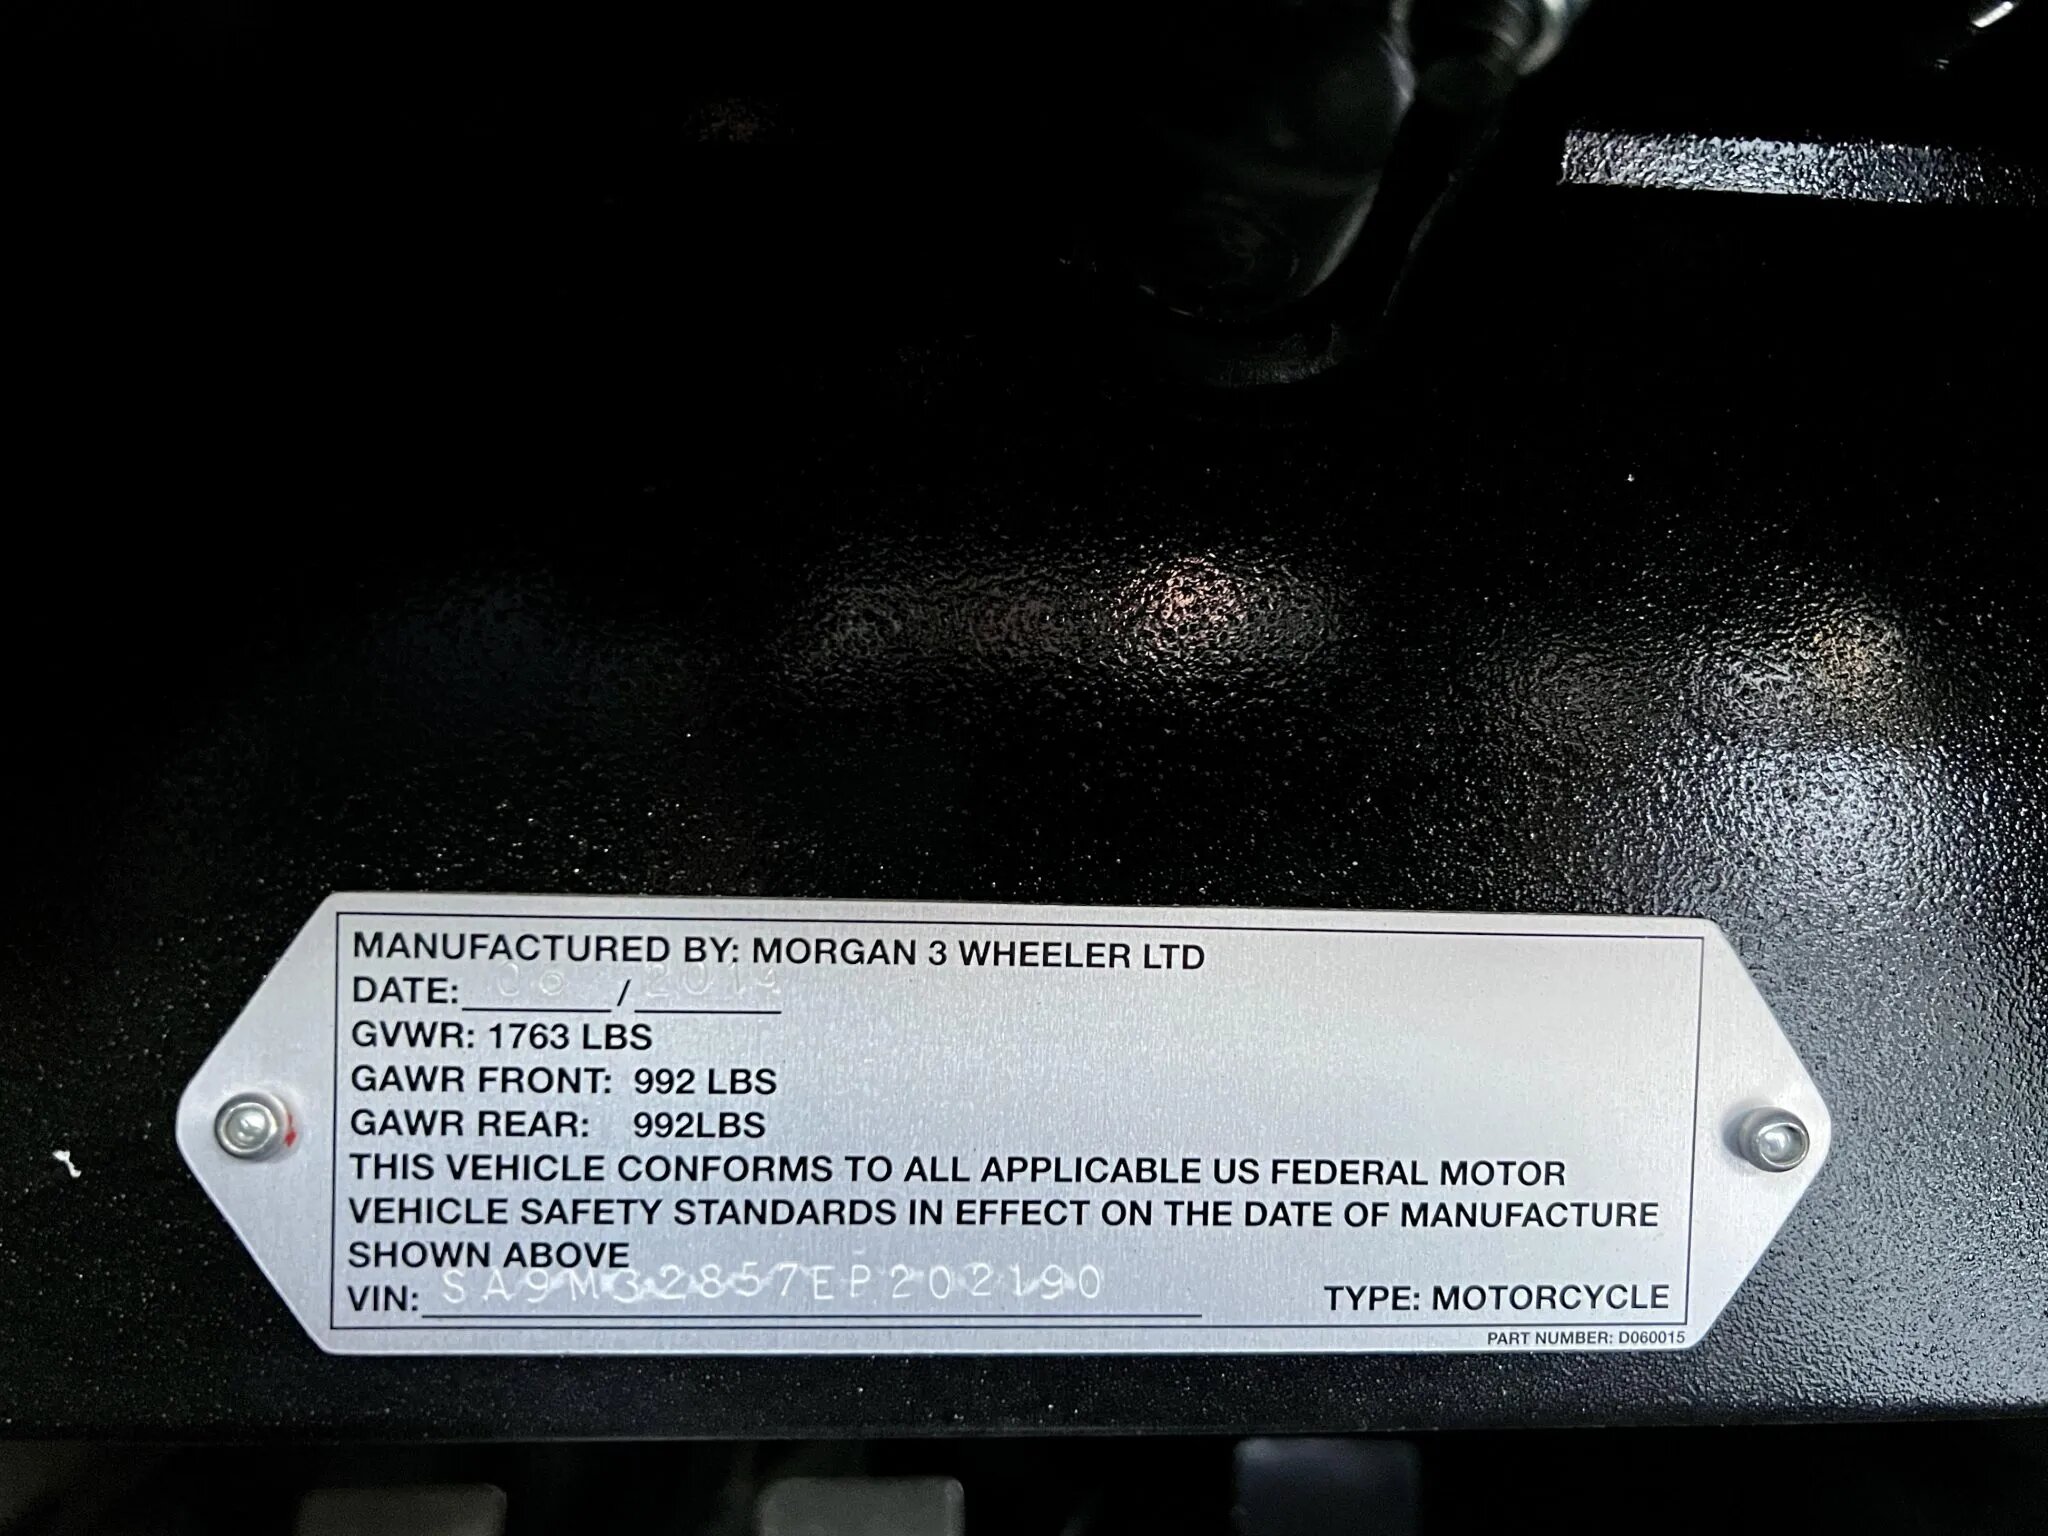 MANUFACTURED BY: MORGAN 3 WHEELER LTD
DATE: 08 / 2014
GVWR: 1763 LBS
GAWR FRONT: 992 LBS
GAWR REAR: 992LBS
THIS VEHICLE CONFORMS TO ALL APPLICABLE US FEDERAL MOTOR
VEHICLE SAFETY STANDARDS IN EFFECT ON THE DATE OF MANUFACTURE
SHOWN ABOVE
VIN: SA9M32857EP202190 TYPE: MOTORCYCLE
PART NUMBER: D060015